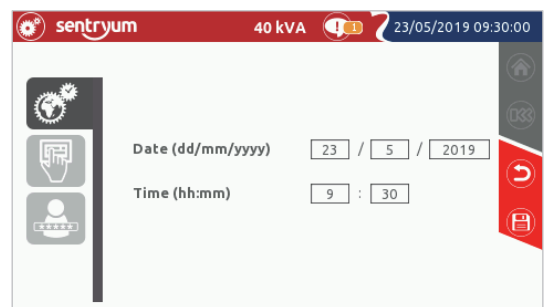 sentryum 40 kVA 1 23/05/2019 09:30:00
Date (dd/mm/yyyy) 23 / 5 / 2019
Time (hh:mm) 9 : 30
*****